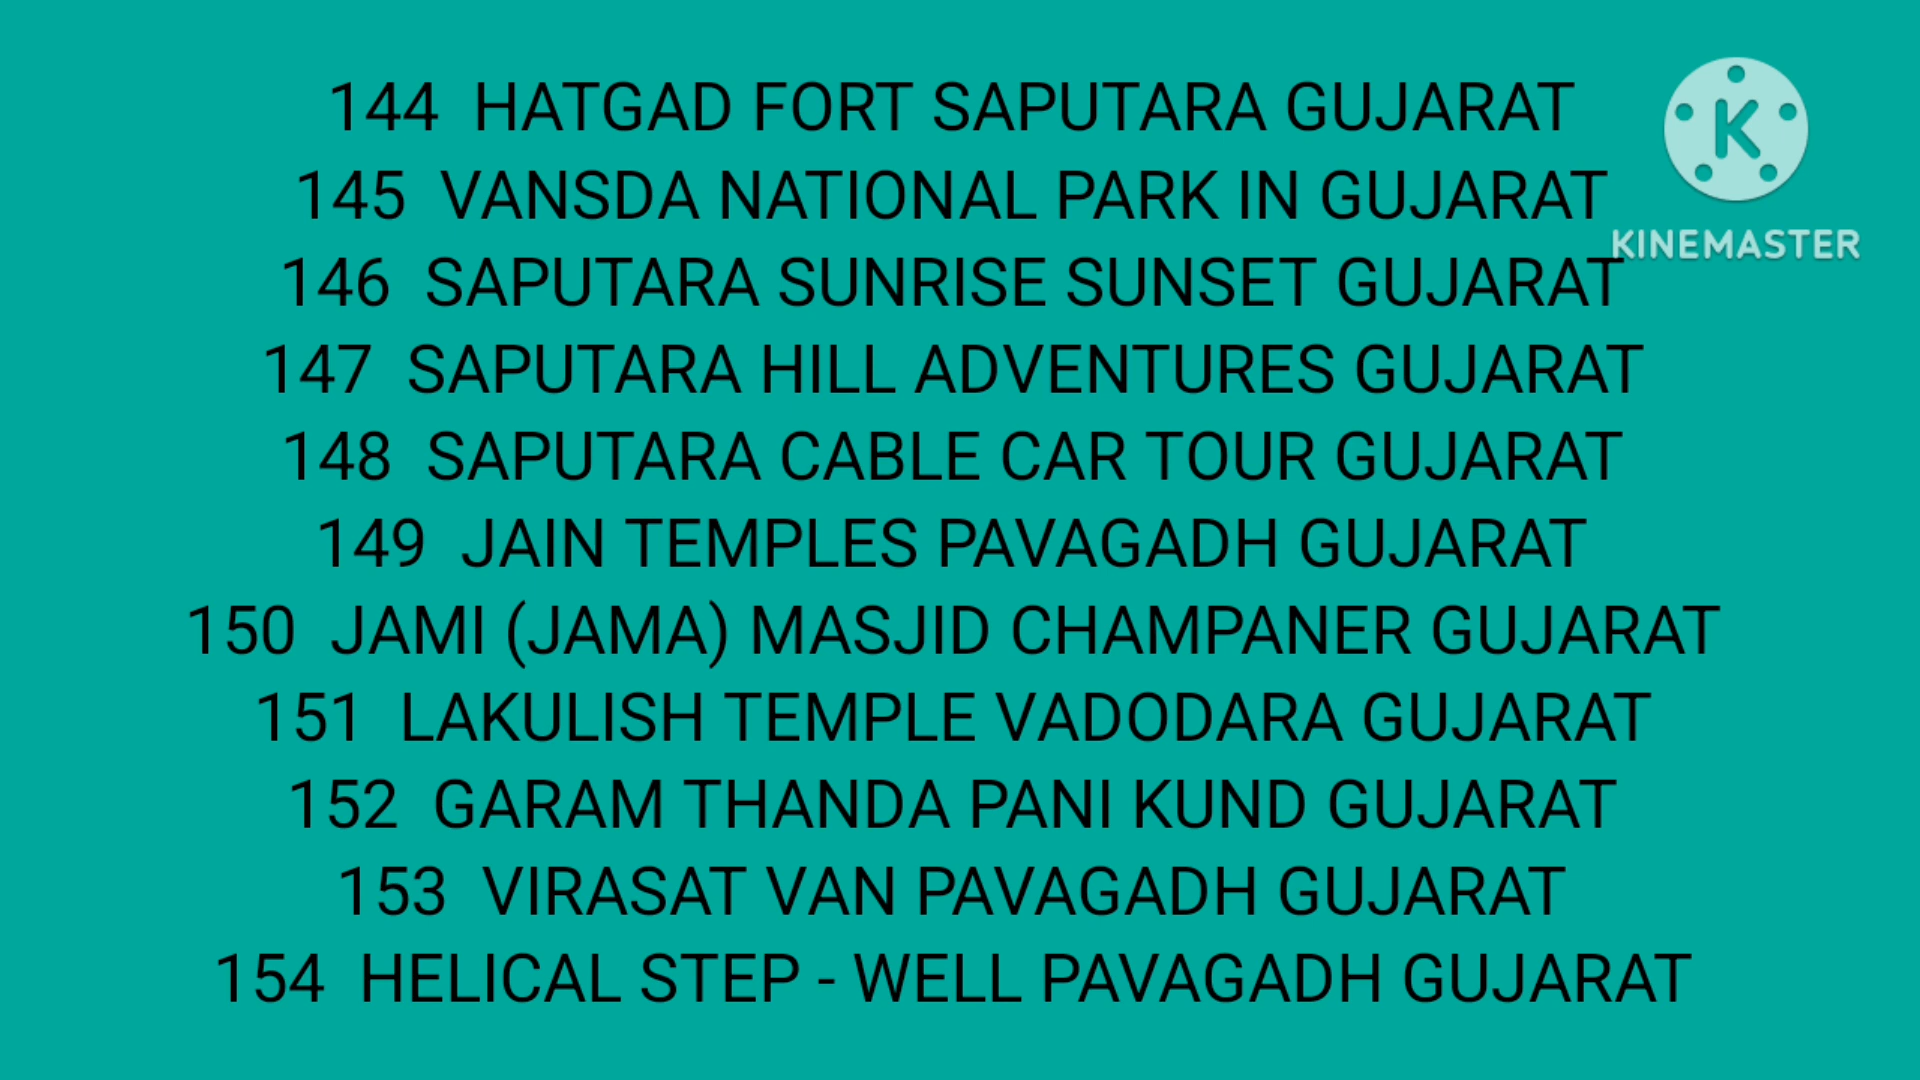 144 HATGAD FORT SAPUTARA GUJARAT
145 VANSDA NATIONAL PARK IN GUJARAT
K
KINEMASTER
146 SAPUTARA SUNRISE SUNSET GUJARAT
147 SAPUTARA HILL ADVENTURES GUJARAT
148 SAPUTARA CABLE CAR TOUR GUJARAT
149 JAIN TEMPLES PAVAGADH GUJARAT
150 JAMI (JAMA) MASJID CHAMPANER GUJARAT
151 LAKULISH TEMPLE VADODARA GUJARAT
152 GARAM THANDA PANI KUND GUJARAT
153 VIRASAT VAN PAVAGADH GUJARAT
154 HELICAL STEP - WELL PAVAGADH GUJARAT